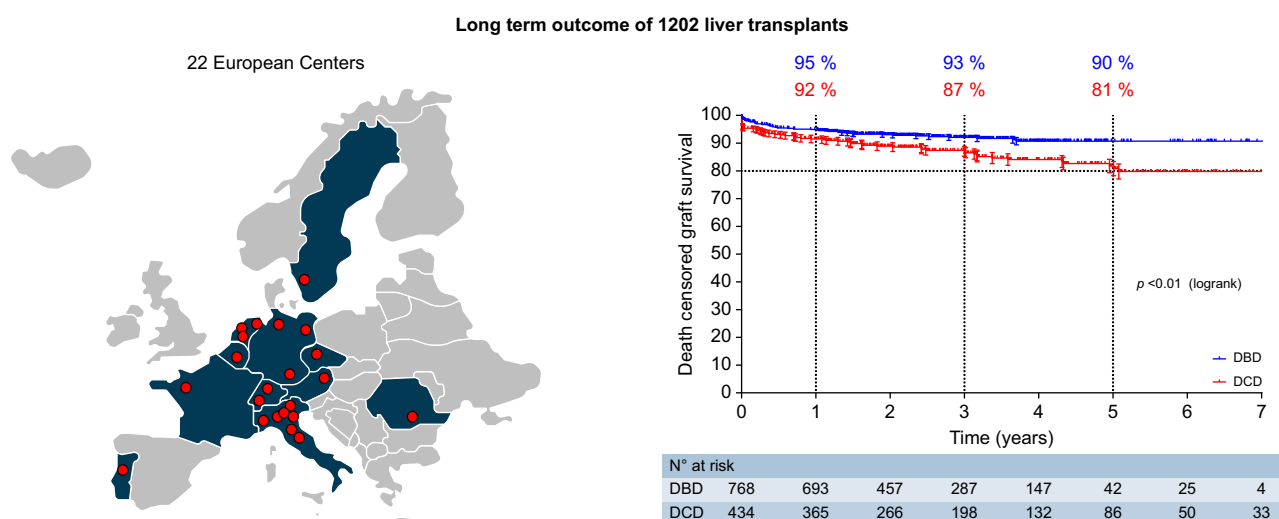 Long term outcome of 1202 liver transplants
22 European Centers
95 % 93 % 90 %
92 % 87 % 81 %
Death censored graft survival
100
90
80
70
60
50
40
30
20
10
0
p <0.01 (logrank)
DBD
DCD
0 1 2 3 4 5 6 7
Time (years)
N° at risk
DBD 768 693 457 287 147 42 25 4
DCD 434 365 266 198 132 86 50 33